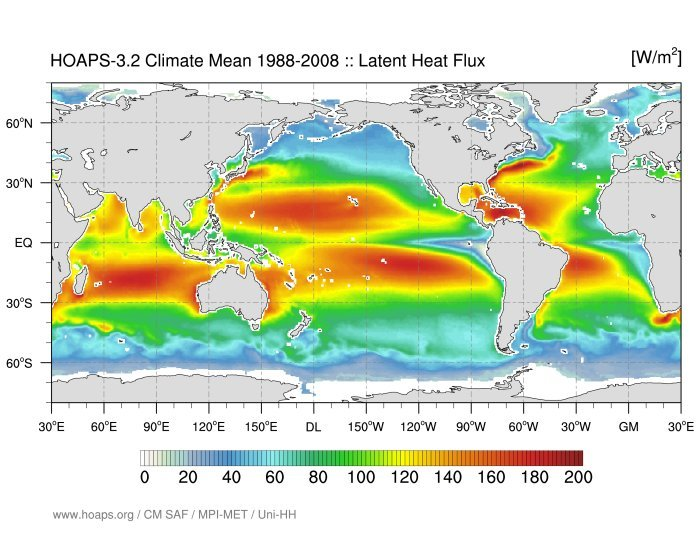 HOAPS-3.2 Climate Mean 1988-2008 :: Latent Heat Flux [W/m²]
60°N
30°N
EQ
30°S
60°S
30°E 60°E 90°E 120°E 150°E DL 150°W 120°W 90°W 60°W 30°W GM 30°E
0 20 40 60 80 100 120 140 160 180 200
www.hoaps.org / CM SAF / MPI-MET / Uni-HH